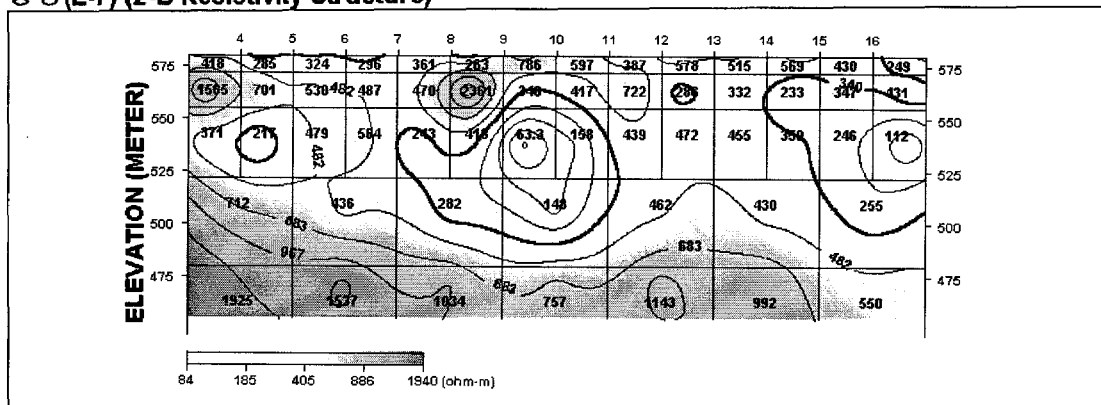 (E-1) (2-D Resistivity Structure)
4 5 6 7 8 9 10 11 12 13 14 15 16
575 418 285 324 296 361 263 786 597 387 578 515 569 430 249 575
1565 701 530 482 487 470 2361 248 417 722 286 332 233 347 340 431
550 550
371 217 479 584 243 418 63.3 158 439 472 455 359 246 112
482
525 525
712 436 282 148 462 430 255
500 500
683 683
967 482
475 683 475
1925 1537 1034 757 1143 992 550
ELEVATION (METER)
84 185 405 886 1940 (ohm-m)